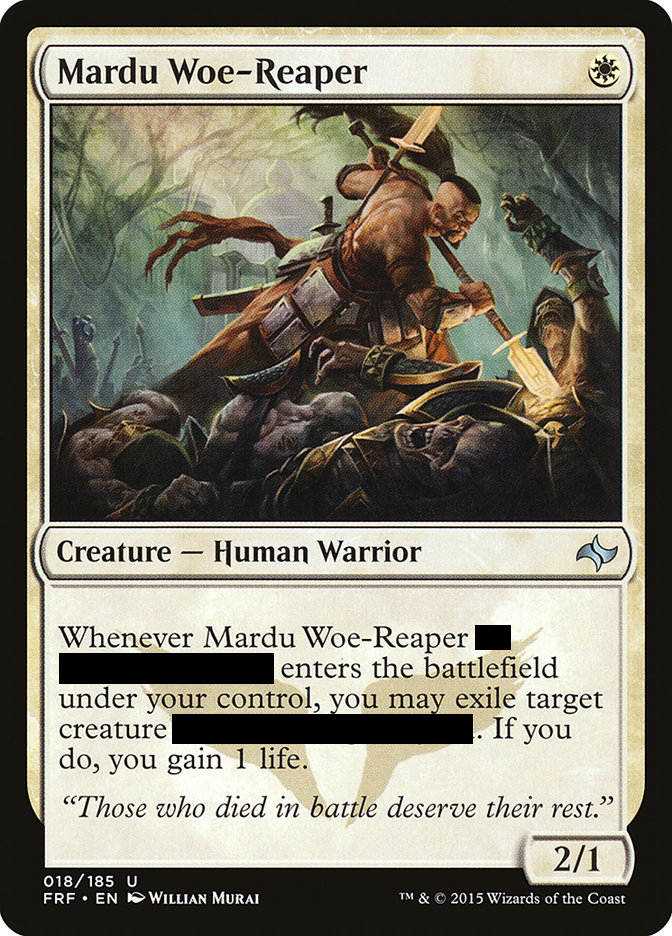 Mardu Woe-Reaper
Creature — Human Warrior
Whenever Mardu Woe-Reaper
enters the battlefield
under your control, you may exile target
creature . If you
do, you gain 1 life.
“Those who died in battle deserve their rest.”
2/1
018/185 U
FRF • EN Willian Murai
™ & © 2015 Wizards of the Coast